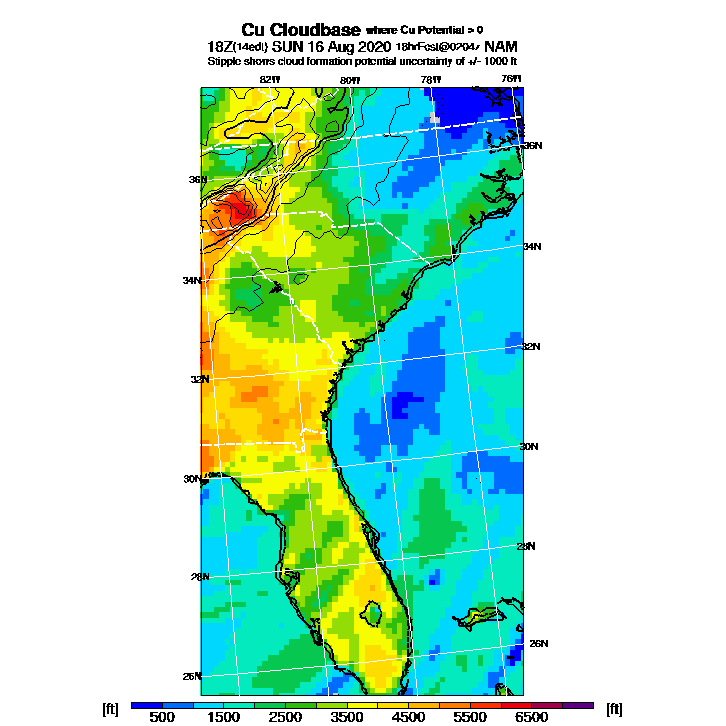 Cu Cloudbase where Cu Potential > 0
18Z (14edt) SUN 16 Aug 2020 18hrFcst@0204z NAM
Stipple shows cloud formation potential uncertainty of +/- 1000 ft
82W 80W 78W 76W
36N
36N
34N
34N
32N
32N
30N
30N
28N
28N
26N
26N
[ft] 500 1500 2500 3500 4500 5500 6500 [ft]